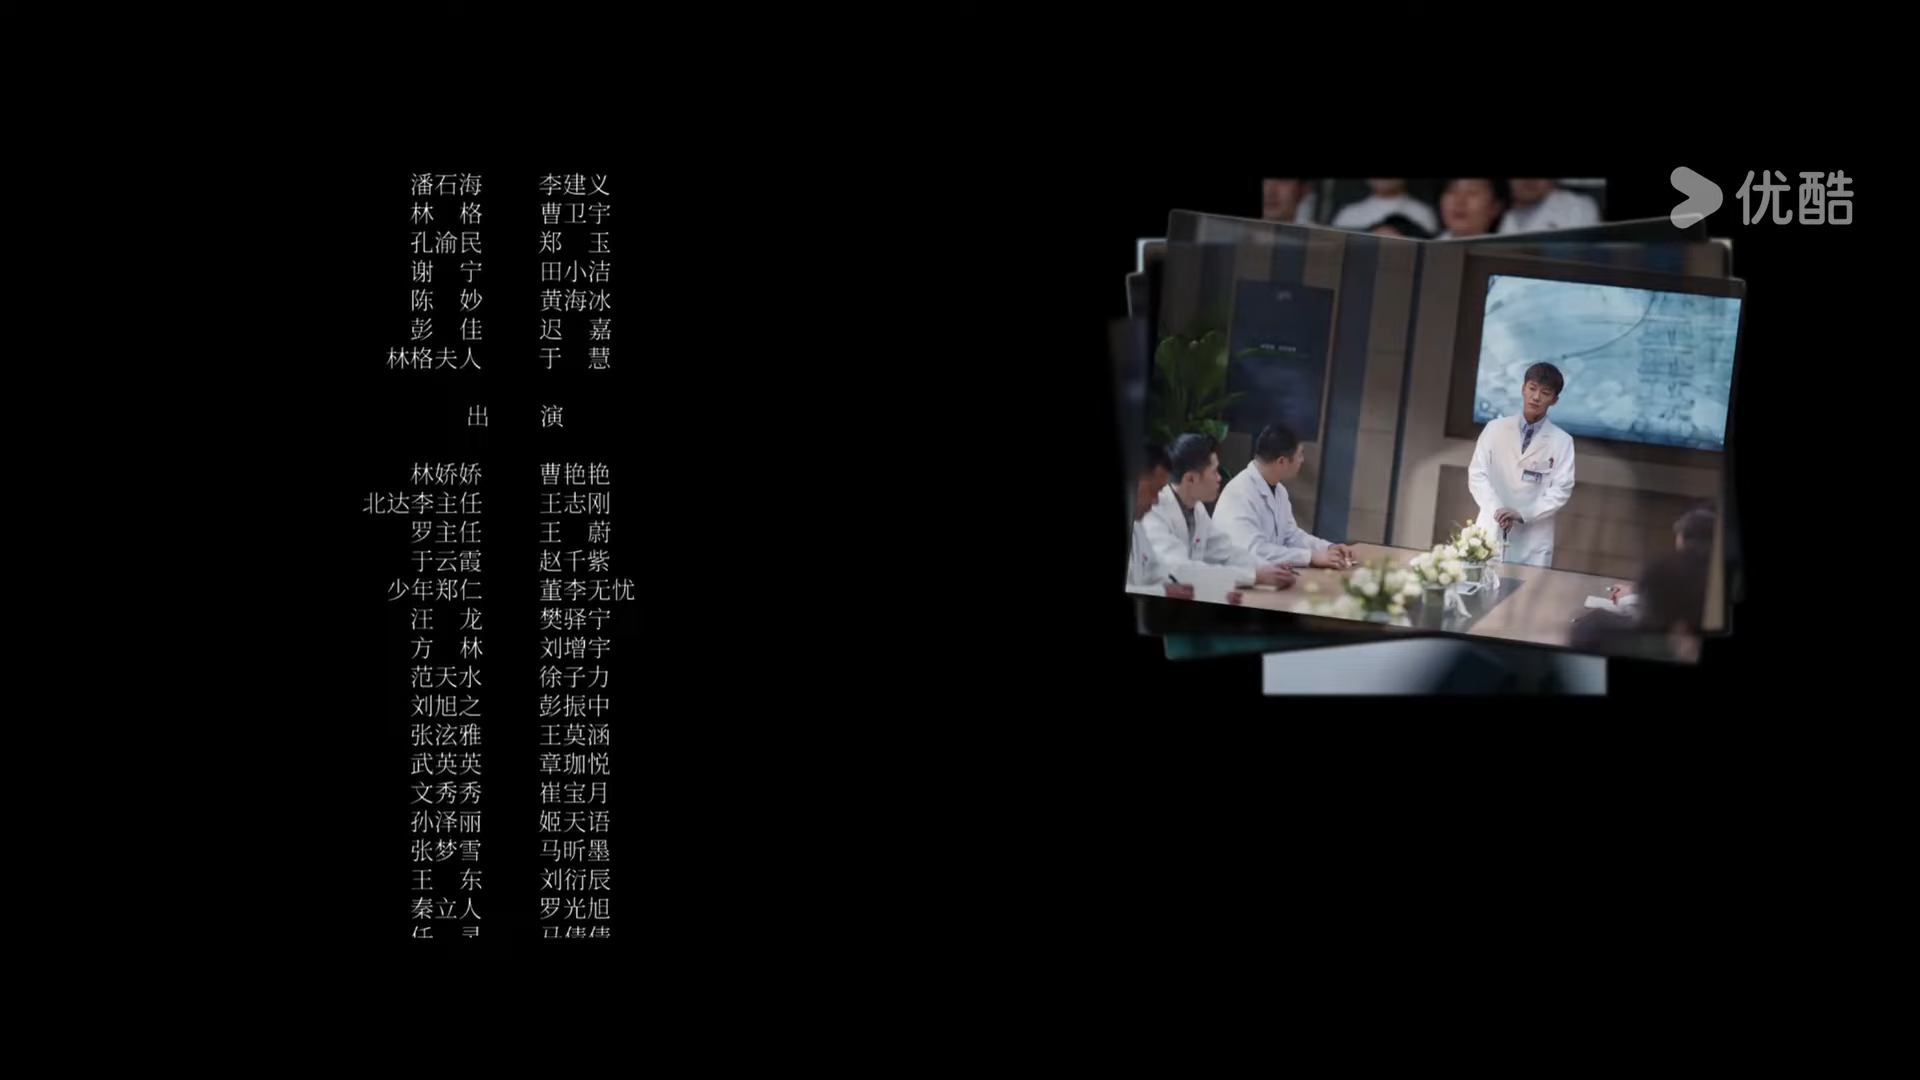 潘石海 李建义
林 格 曹卫宇
孔渝民 郑 玉
谢 宁 田小洁
陈 妙 黄海冰
彭 佳 迟 嘉
林格夫人 于 慧
出 演
林娇娇 曹艳艳
北达李主任 王志刚
罗主任 王 蔚
于云霞 赵千紫
少年郑仁 董李无忧
汪 龙 樊驿宁
方 林 刘增宇
范天水 徐子力
刘旭之 彭振中
张泫雅 王莫涵
武英英 章珈悦
文秀秀 崔宝月
孙泽丽 姬天语
张梦雪 马昕墨
王 东 刘衍辰
秦立人 罗光旭
优酷